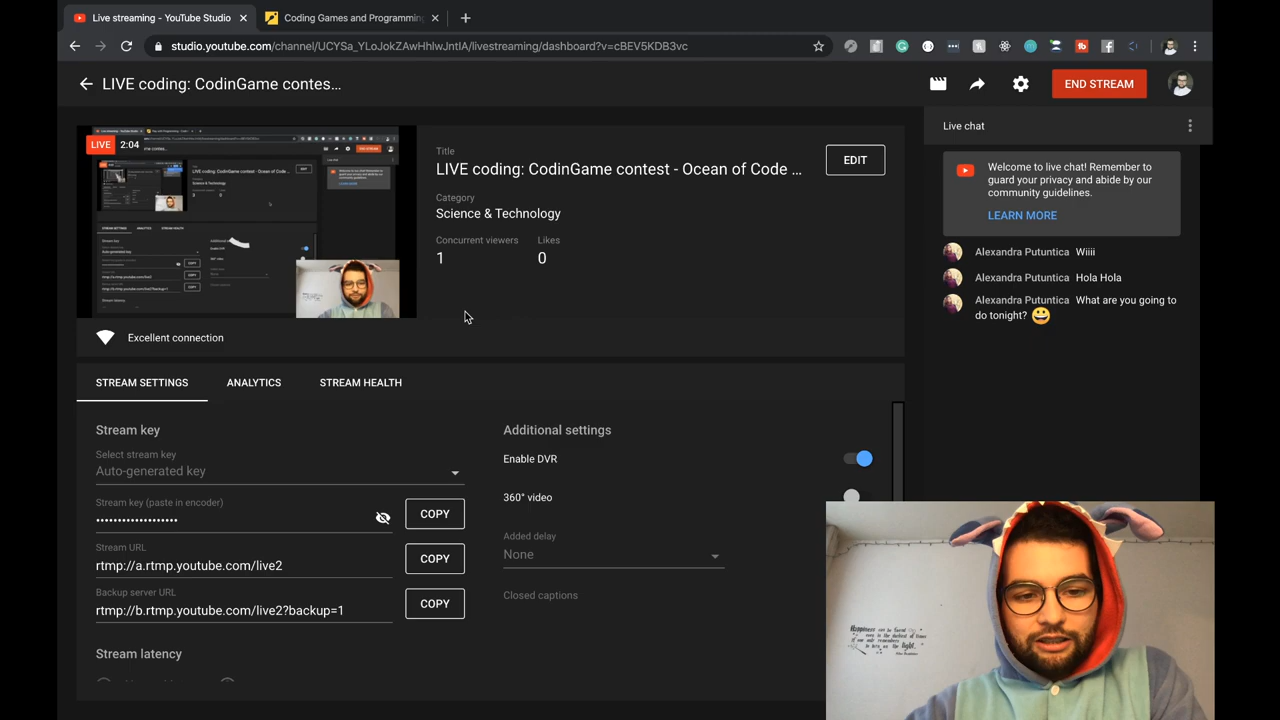 Live streaming - YouTube Studio
Coding Games and Programmin
studio.youtube.com/channel/UCYSa_YLoJokZAwHhlwJntIA/livestreaming/dashboard?v=cBEV5KDB3vc
LIVE coding: CodinGame contes...
END STREAM
LIVE 2:04
Title
LIVE coding: CodinGame contest - Ocean of Code ...
EDIT
Category
Science & Technology
Concurrent viewers
Likes
1
0
Excellent connection
STREAM SETTINGS
ANALYTICS
STREAM HEALTH
Stream key
Select stream key
Auto-generated key
Stream key (paste in encoder)
COPY
Stream URL
rtmp://a.rtmp.youtube.com/live2
COPY
Backup server URL
rtmp://b.rtmp.youtube.com/live2?backup=1
COPY
Stream latency
Additional settings
Enable DVR
360° video
Added delay
None
Closed captions
Live chat
Welcome to live chat! Remember to
guard your privacy and abide by our
community guidelines.
LEARN MORE
Alexandra Putuntica Wiiii
Alexandra Putuntica Hola Hola
Alexandra Putuntica What are you going
to do tonight? 😀